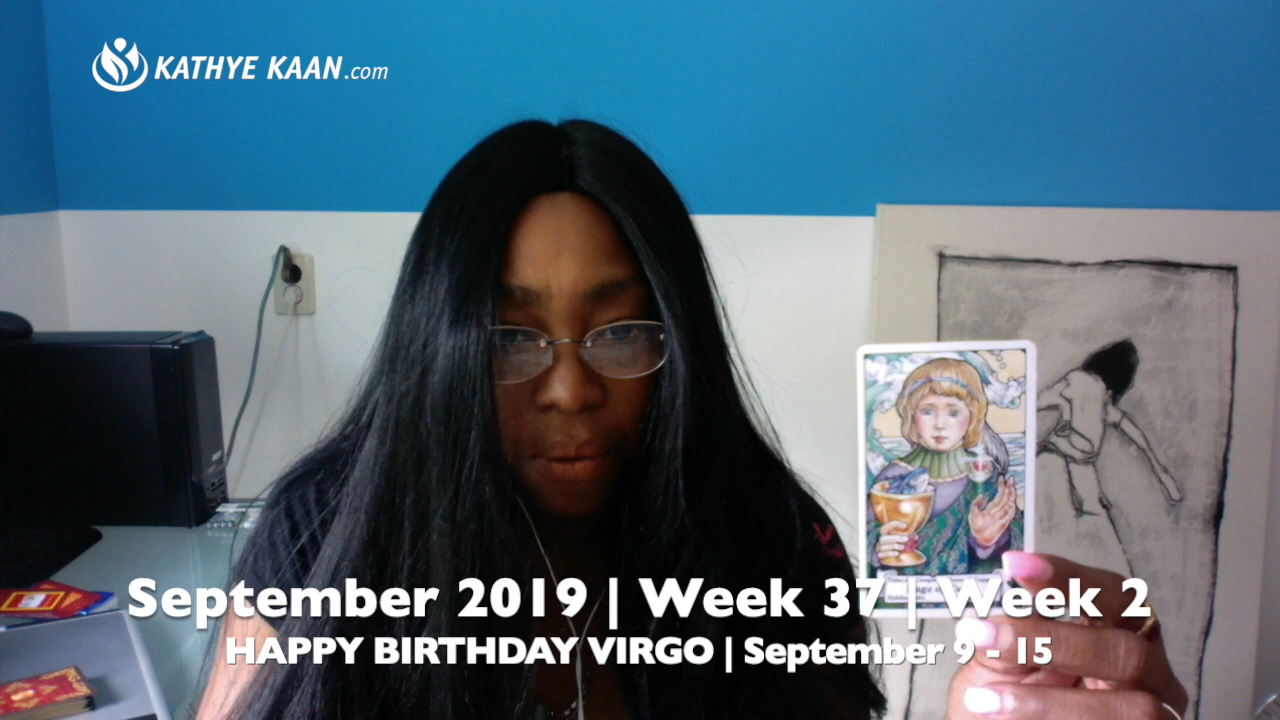 KATHYE KAAN.com
September 2019 | Week 37 | Week 2
HAPPY BIRTHDAY VIRGO | September 9 - 15